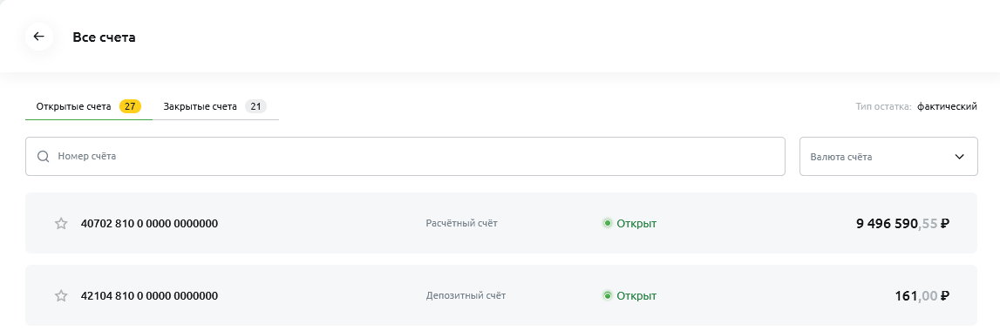 Все счета
Открытые счета 27 Закрытые счета 21 Тип остатка: фактический
Номер счёта Валюта счёта
40702 810 0 0000 0000000 Расчётный счёт Открыт 9 496 590,55 ₽
42104 810 0 0000 0000000 Депозитный счёт Открыт 161,00 ₽